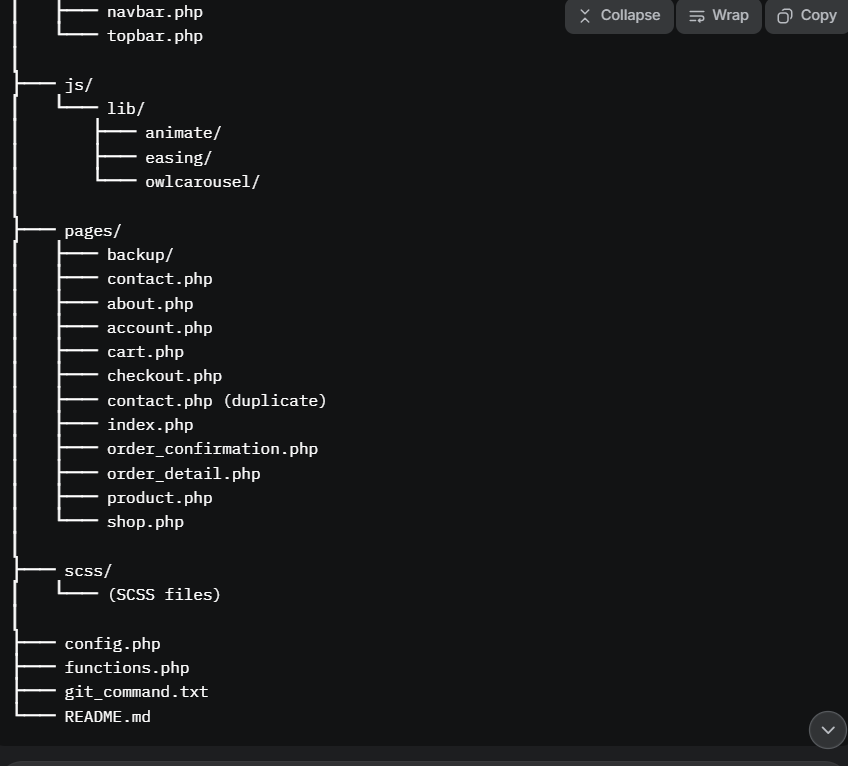 navbar.php
Collapse
Wrap
Copy
topbar.php
js/
lib/
animate/
easing/
owlcarousel/
pages/
backup/
contact.php
about.php
account.php
cart.php
checkout.php
contact.php (duplicate)
index.php
order_confirmation.php
order_detail.php
product.php
shop.php
scss/
(SCSS files)
config.php
functions.php
git_command.txt
README.md